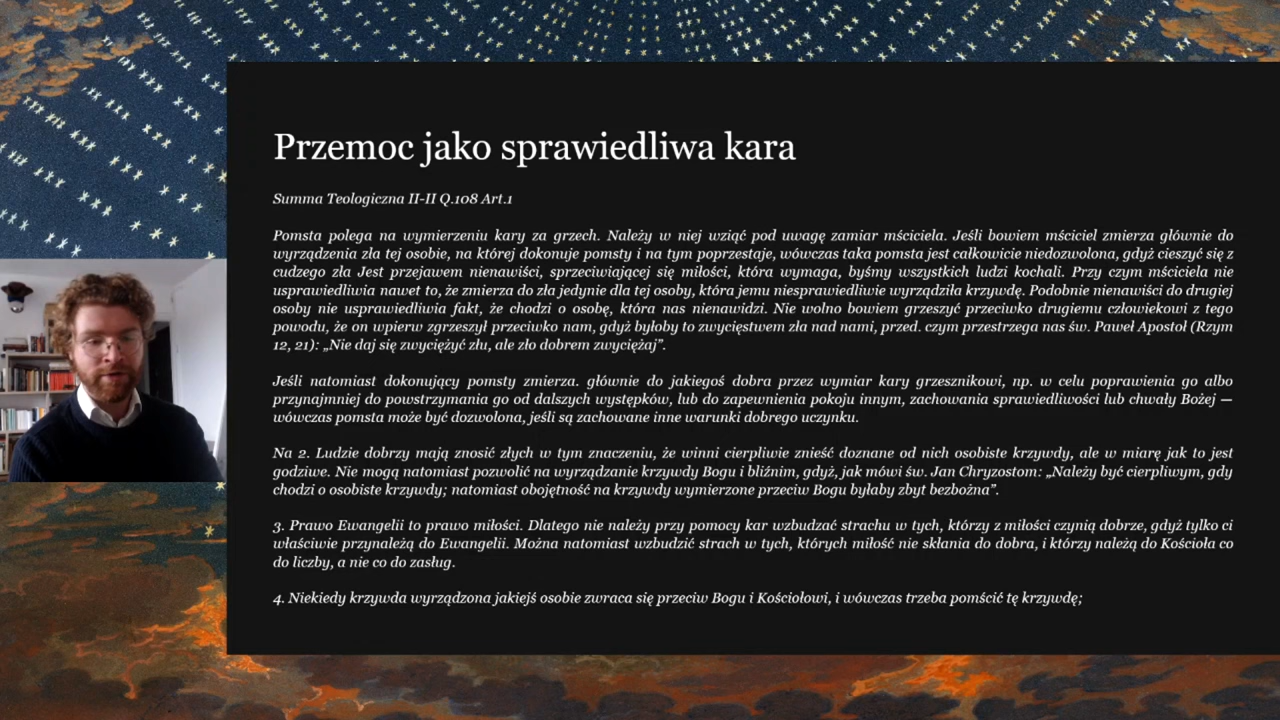 Przemoc jako sprawiedliwa kara
Summa Teologiczna II-II Q.108 Art.1
Pomsta polega na wymierzeniu kary za grzech. Należy w niej wziąć pod uwagę zamiar mściciela. Jeśli bowiem mściciel zmierza głównie do
wyrządzenia zła tej osobie, na której dokonuje pomsty i na tym poprzestaje, wówczas taka pomsta jest całkowicie niedozwolona, gdyż cieszyć się z
cudzego zła Jest przejawem nienawiści, sprzeciwiającej się miłości, która wymaga, byśmy wszystkich ludzi kochali. Przy czym mściciela nie
usprawiedliwia nawet to, że zmierza do zła jedynie dla tej osoby, która jemu niesprawiedliwie wyrządziła krzywdę. Podobnie nienawiści do drugiej
osoby nie usprawiedliwia fakt, że chodzi o osobę, która nas nienawidzi. Nie wolno bowiem grzeszyć przeciwko drugiemu człowiekowi z tego
powodu, że on wpierw zgrzeszył przeciwko nam, gdyż byłoby to zwycięstwem zła nad nami, przed. czym przestrzega nas św. Paweł Apostoł (Rzym
12, 21): „Nie daj się zwyciężyć złu, ale zło dobrem zwyciężaj”.
Jeśli natomiast dokonujący pomsty zmierza. głównie do jakiegoś dobra przez wymiar kary grzesznikowi, np. w celu poprawienia go albo
przynajmniej do powstrzymania go od dalszych występków, lub do zapewnienia pokoju innym, zachowania sprawiedliwości lub chwały Bożej —
wówczas pomsta może być dozwolona, jeśli są zachowane inne warunki dobrego uczynku.
Na 2. Ludzie dobrzy mają znosić złych w tym znaczeniu, że winni cierpliwie znieść doznane od nich osobiste krzywdy, ale w miarę jak to jest
godziwe. Nie mogą natomiast pozwolić na wyrządzanie krzywdy Bogu i bliźnim, gdyż, jak mówi św. Jan Chryzostom: „Należy być cierpliwym, gdy
chodzi o osobiste krzywdy; natomiast obojętność na krzywdy wymierzone przeciw Bogu byłaby zbyt bezbożna”.
3. Prawo Ewangelii to prawo miłości. Dlatego nie należy przy pomocy kar wzbudzać strachu w tych, którzy z miłości czynią dobrze, gdyż tylko ci
właściwie przynależą do Ewangelii. Można natomiast wzbudzić strach w tych, których miłość nie skłania do dobra, i którzy należą do Kościoła co
do liczby, a nie co do zasług.
4. Niekiedy krzywda wyrządzona jakiejś osobie zwraca się przeciw Bogu i Kościołowi, i wówczas trzeba pomścić tę krzywdę;